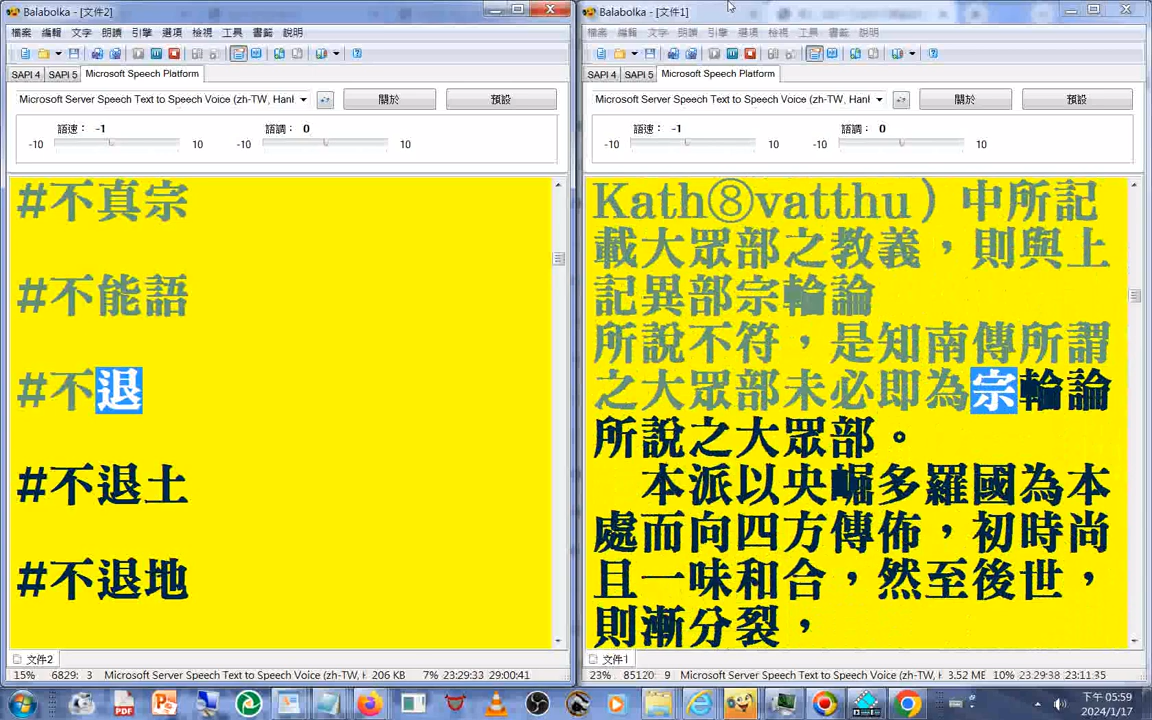 Balabolka - [文件2]
檔案 編輯 文字 朗讀 引擎 選項 檢視 工具 書籤 說明
SAPI 4 SAPI 5 Microsoft Speech Platform
Microsoft Server Speech Text to Speech Voice (zh-TW, Hanl
關於
預設
語速： -1
語調： 0
-10 10 -10 10
#不真宗
#不能語
#不退
#不退土
#不退地
文件2
15% 6829: 3 Microsoft Server Speech Text to Speech Voice (zh-TW, H 206 KB 7% 23:29:33 29:00:41
Balabolka - [文件1]
檔案 編輯 文字 朗讀 引擎 選項 檢視 工具 書籤 說明
SAPI 4 SAPI 5 Microsoft Speech Platform
Microsoft Server Speech Text to Speech Voice (zh-TW, Hanl
關於
預設
語速： -1
語調： 0
-10 10 -10 10
Kath⑧vatthu）中所記
載大眾部之教義，則與上
記異部宗輪論
所說不符，是知南傳所謂
之大眾部未必即為宗輪論
所說之大眾部。
本派以央崛多羅國為本
處而向四方傳佈，初時尚
且一味和合，然至後世，
則漸分裂，
文件1
23% 85120: 9 Microsoft Server Speech Text to Speech Voice (zh-TW, H 3.52 ME 10% 23:29:38 23:11:35
下午 05:59
2024/1/17